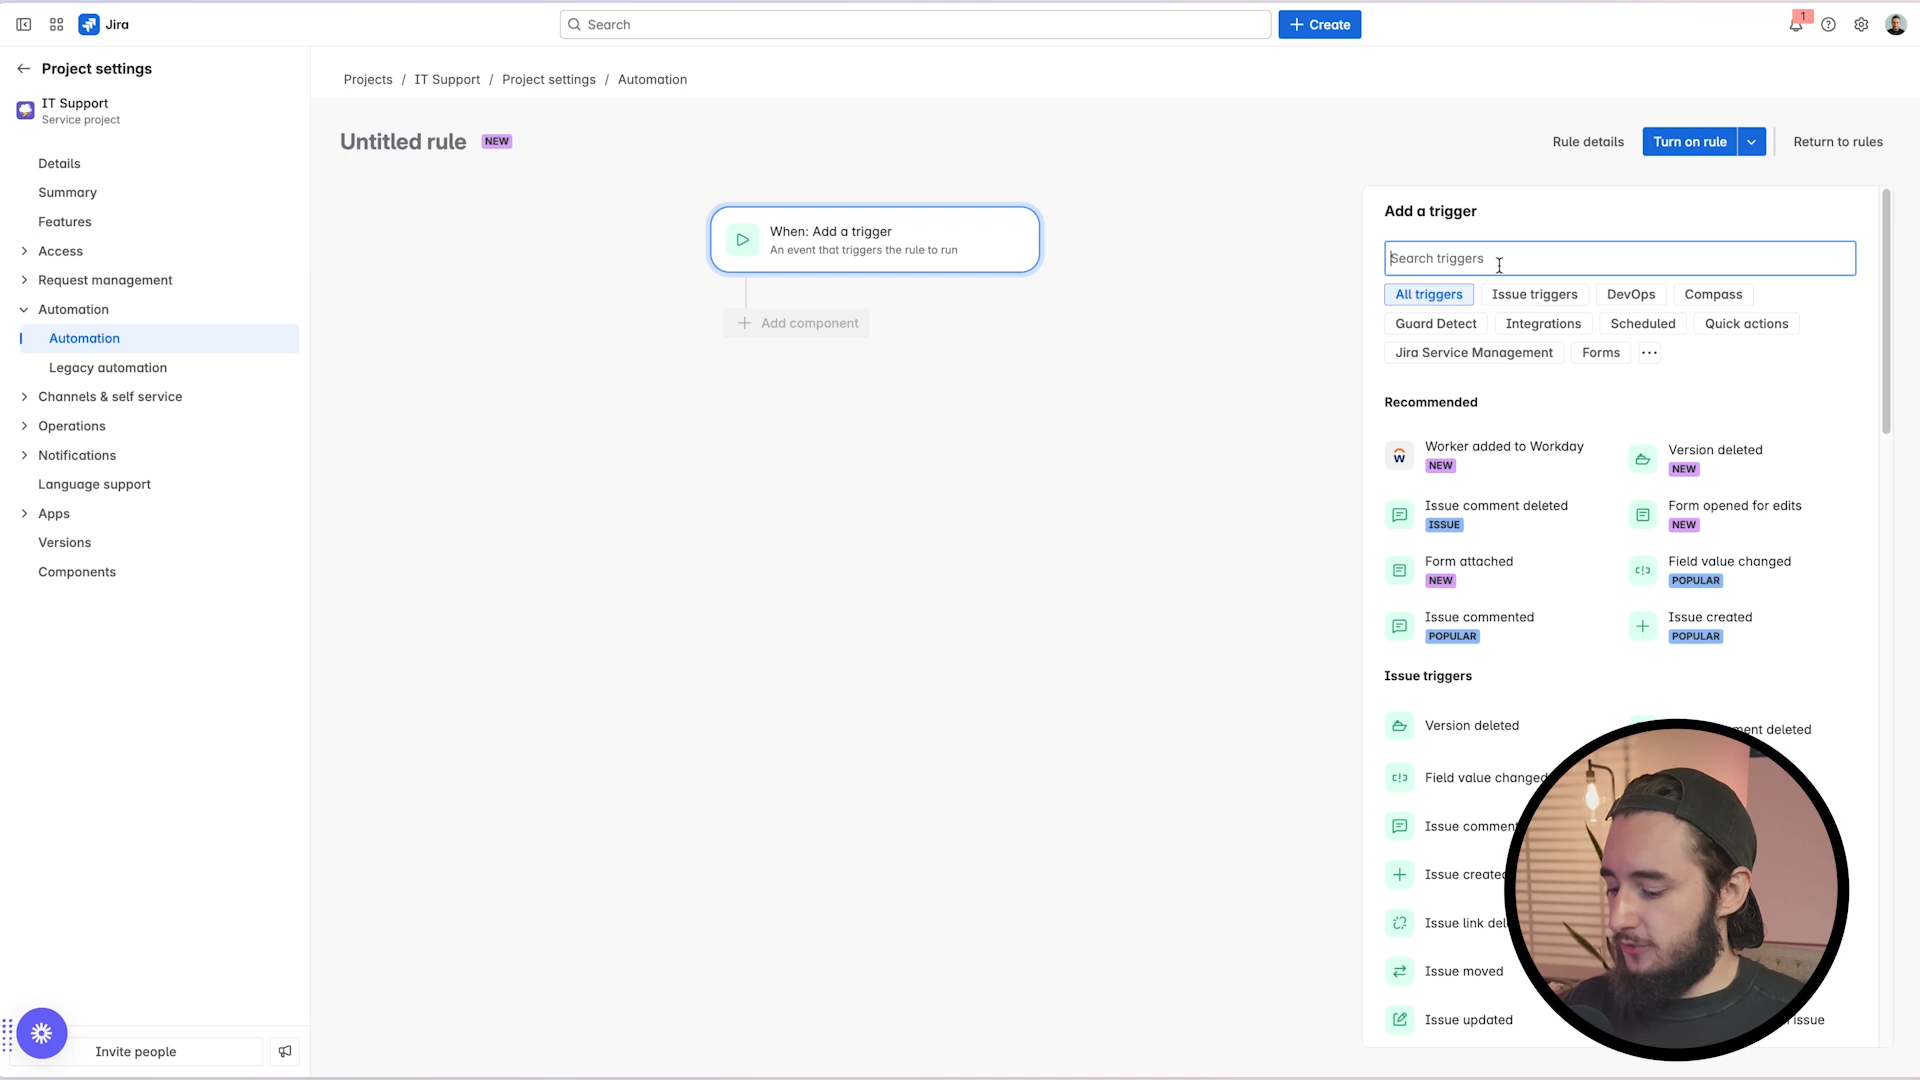 Jira
Search
Create
1
Project settings
IT Support
Service project
Details
Summary
Features
Access
Request management
Automation
Automation
Legacy automation
Channels & self service
Operations
Notifications
Language support
Apps
Versions
Components
Invite people
Projects / IT Support / Project settings / Automation
Untitled rule NEW
Rule details
Turn on rule
Return to rules
When: Add a trigger
An event that triggers the rule to run
Add component
Add a trigger
Search triggers
All triggers Issue triggers DevOps Compass
Guard Detect Integrations Scheduled Quick actions
Jira Service Management Forms
Recommended
Worker added to Workday
NEW
Version deleted
NEW
Issue comment deleted
ISSUE
Form opened for edits
NEW
Form attached
NEW
Field value changed
POPULAR
Issue commented
POPULAR
Issue created
POPULAR
Issue triggers
Version deleted
deleted
Field value changed
Issue
Issue created
Issue link
Issue moved
Issue updated
issue